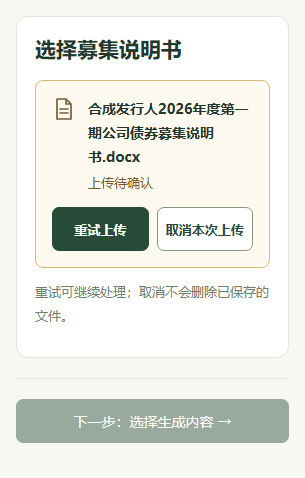 选择募集说明书
合成发行人2026年度第一
期公司债券募集说明
书.docx
上传待确认
重试上传
取消本次上传
重试可继续处理；取消不会删除已保存的
文件。
下一步：选择生成内容 →